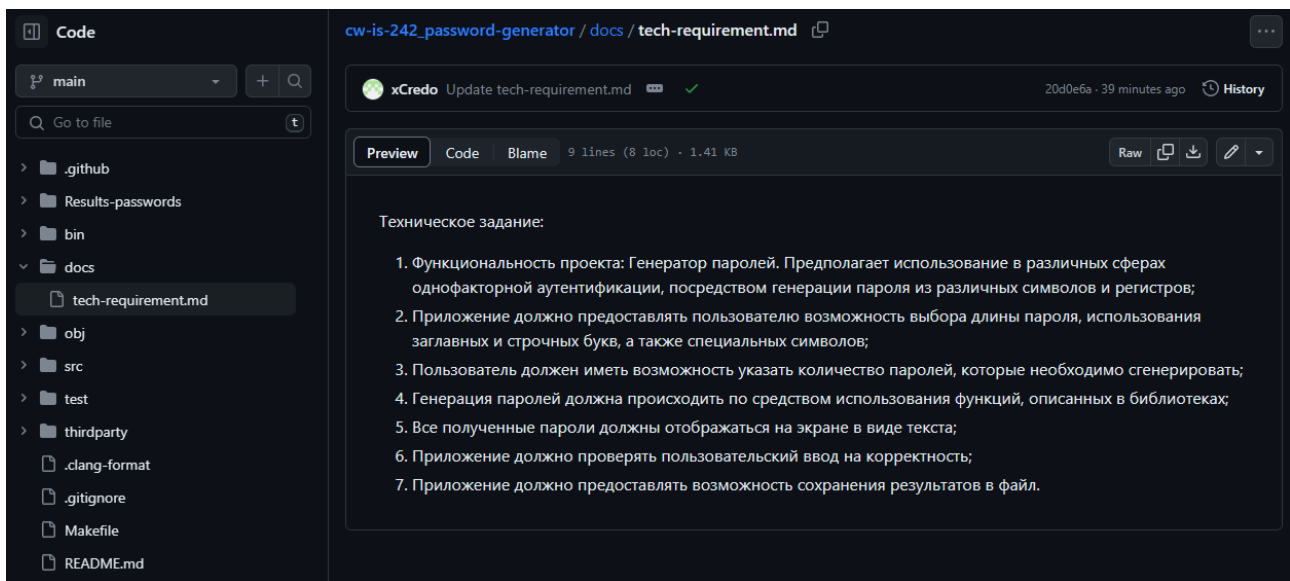 Code
cw-is-242_password-generator / docs / tech-requirement.md
main
xCredo Update tech-requirement.md
20d0e6a · 39 minutes ago
History
Go to file
t
Preview
Code
Blame
9 lines (8 loc) · 1.41 KB
Raw
.github
Results-passwords
bin
docs
tech-requirement.md
obj
src
test
thirdparty
.clang-format
.gitignore
Makefile
README.md
Техническое задание:
1. Функциональность проекта: Генератор паролей. Предполагает использование в различных сферах
однофакторной аутентификации, посредством генерации пароля из различных символов и регистров;
2. Приложение должно предоставлять пользователю возможность выбора длины пароля, использования
заглавных и строчных букв, а также специальных символов;
3. Пользователь должен иметь возможность указать количество паролей, которые необходимо сгенерировать;
4. Генерация паролей должна происходить по средством использования функций, описанных в библиотеках;
5. Все полученные пароли должны отображаться на экране в виде текста;
6. Приложение должно проверять пользовательский ввод на корректность;
7. Приложение должно предоставлять возможность сохранения результатов в файл.